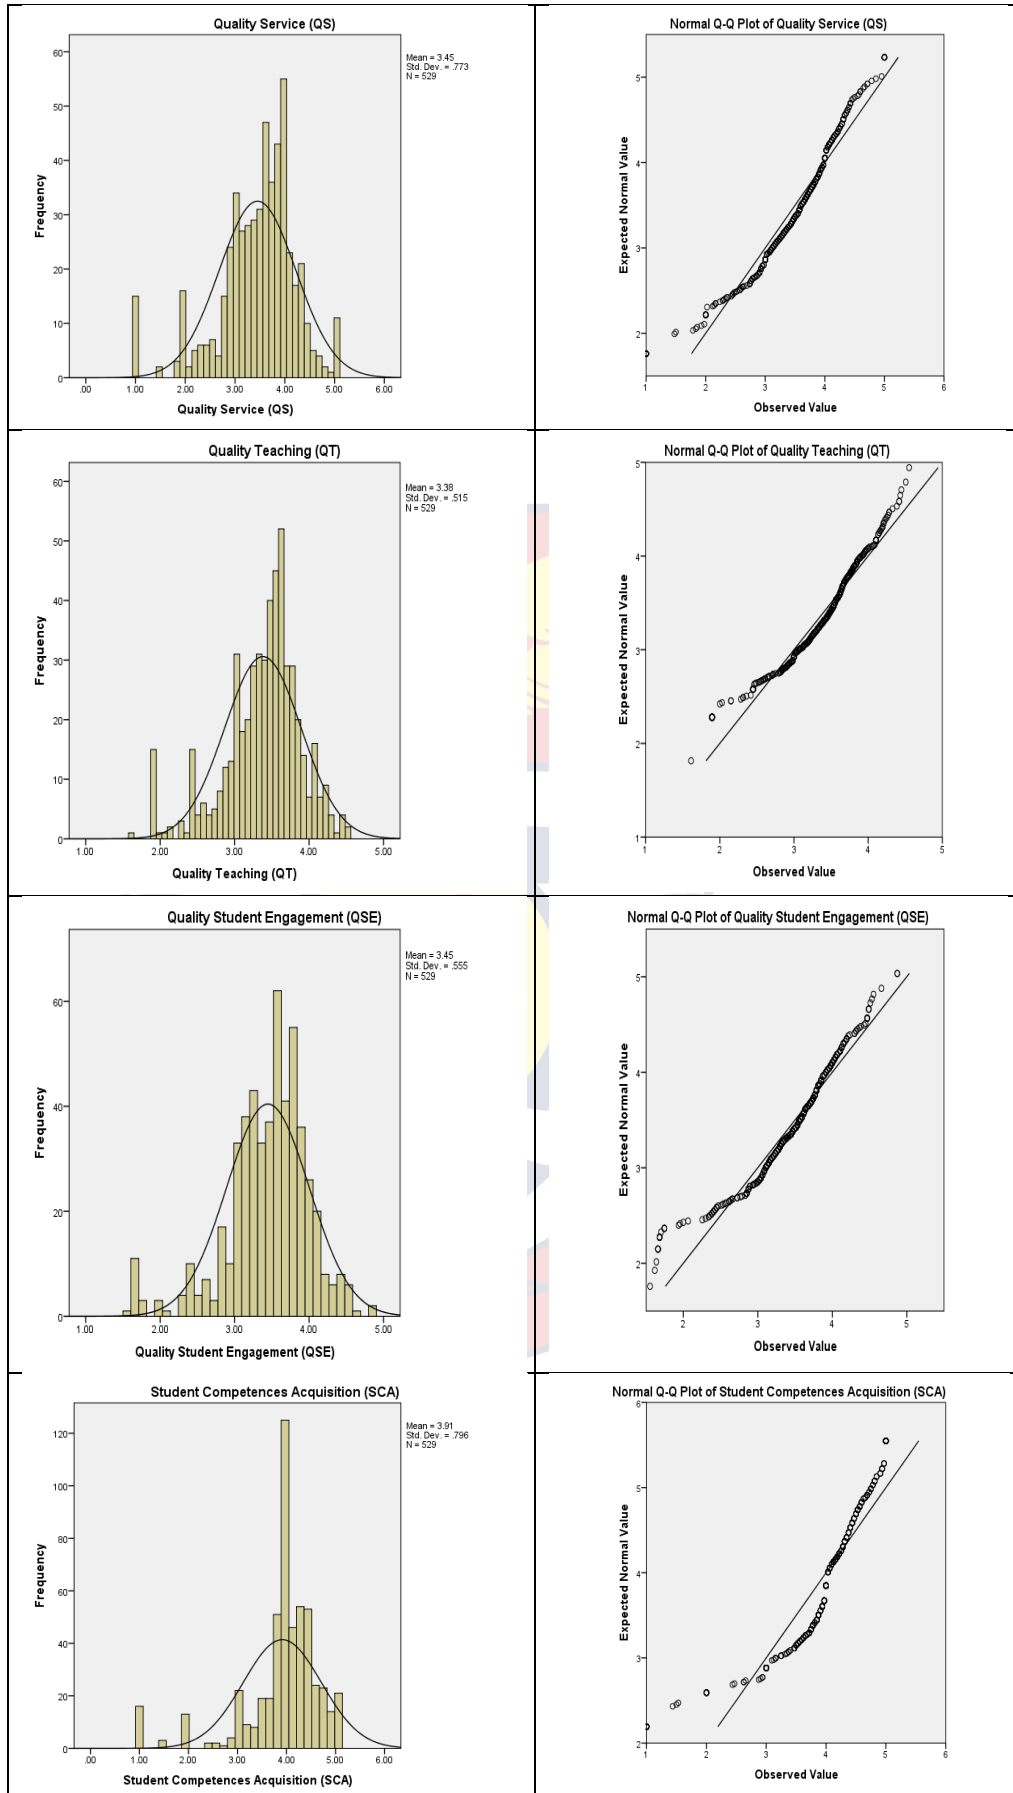 Quality Service (QS)
Mean = 3.45
Std. Dev. = .773
N = 529
Frequency
60
50
40
30
20
10
0
.00 1.00 2.00 3.00 4.00 5.00 6.00
Quality Service (QS)
Normal Q-Q Plot of Quality Service (QS)
Expected Normal Value
5
4
3
2
1 2 3 4 5 6
Observed Value
Quality Teaching (QT)
Mean = 3.38
Std. Dev. = .515
N = 529
Frequency
60
50
40
30
20
10
0
1.00 2.00 3.00 4.00 5.00
Quality Teaching (QT)
Normal Q-Q Plot of Quality Teaching (QT)
Expected Normal Value
5
4
3
2
1
1 2 3 4 5
Observed Value
Quality Student Engagement (QSE)
Mean = 3.45
Std. Dev. = .555
N = 529
Frequency
60
40
20
0
1.00 2.00 3.00 4.00 5.00
Quality Student Engagement (QSE)
Normal Q-Q Plot of Quality Student Engagement (QSE)
Expected Normal Value
5
4
3
2
2 3 4 5
Observed Value
Student Competences Acquisition (SCA)
Mean = 3.91
Std. Dev. = .796
N = 529
Frequency
120
100
80
60
40
20
0
.00 1.00 2.00 3.00 4.00 5.00 6.00
Student Competences Acquisition (SCA)
Normal Q-Q Plot of Student Competences Acquisition (SCA)
Expected Normal Value
6
5
4
3
2
1 2 3 4 5 6
Observed Value